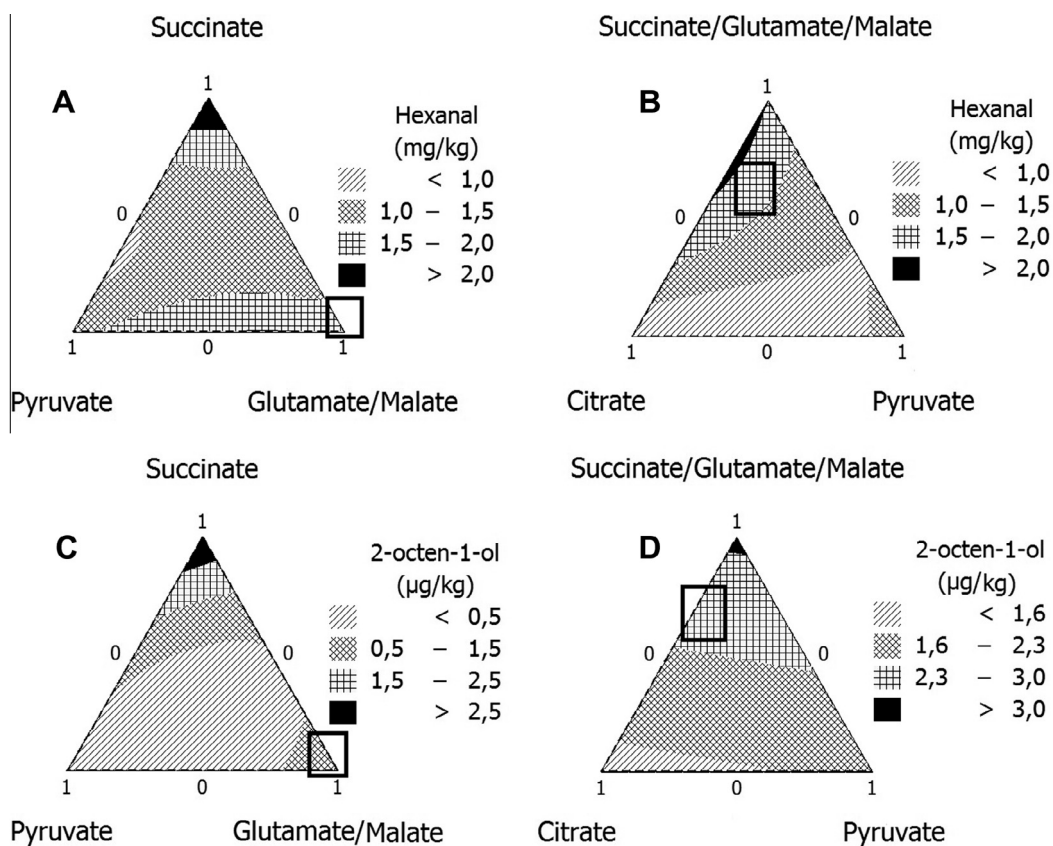 Succinate
A
1
0
0
1
0
1
Pyruvate
Glutamate/Malate
Hexanal
(mg/kg)
< 1,0
1,0 – 1,5
1,5 – 2,0
> 2,0
Succinate/Glutamate/Malate
B
1
0
0
1
0
1
Citrate
Pyruvate
Hexanal
(mg/kg)
< 1,0
1,0 – 1,5
1,5 – 2,0
> 2,0
Succinate
C
1
0
0
1
0
1
Pyruvate
Glutamate/Malate
2-octen-1-ol
(µg/kg)
< 0,5
0,5 – 1,5
1,5 – 2,5
> 2,5
Succinate/Glutamate/Malate
D
1
0
0
1
0
1
Citrate
Pyruvate
2-octen-1-ol
(µg/kg)
< 1,6
1,6 – 2,3
2,3 – 3,0
> 3,0